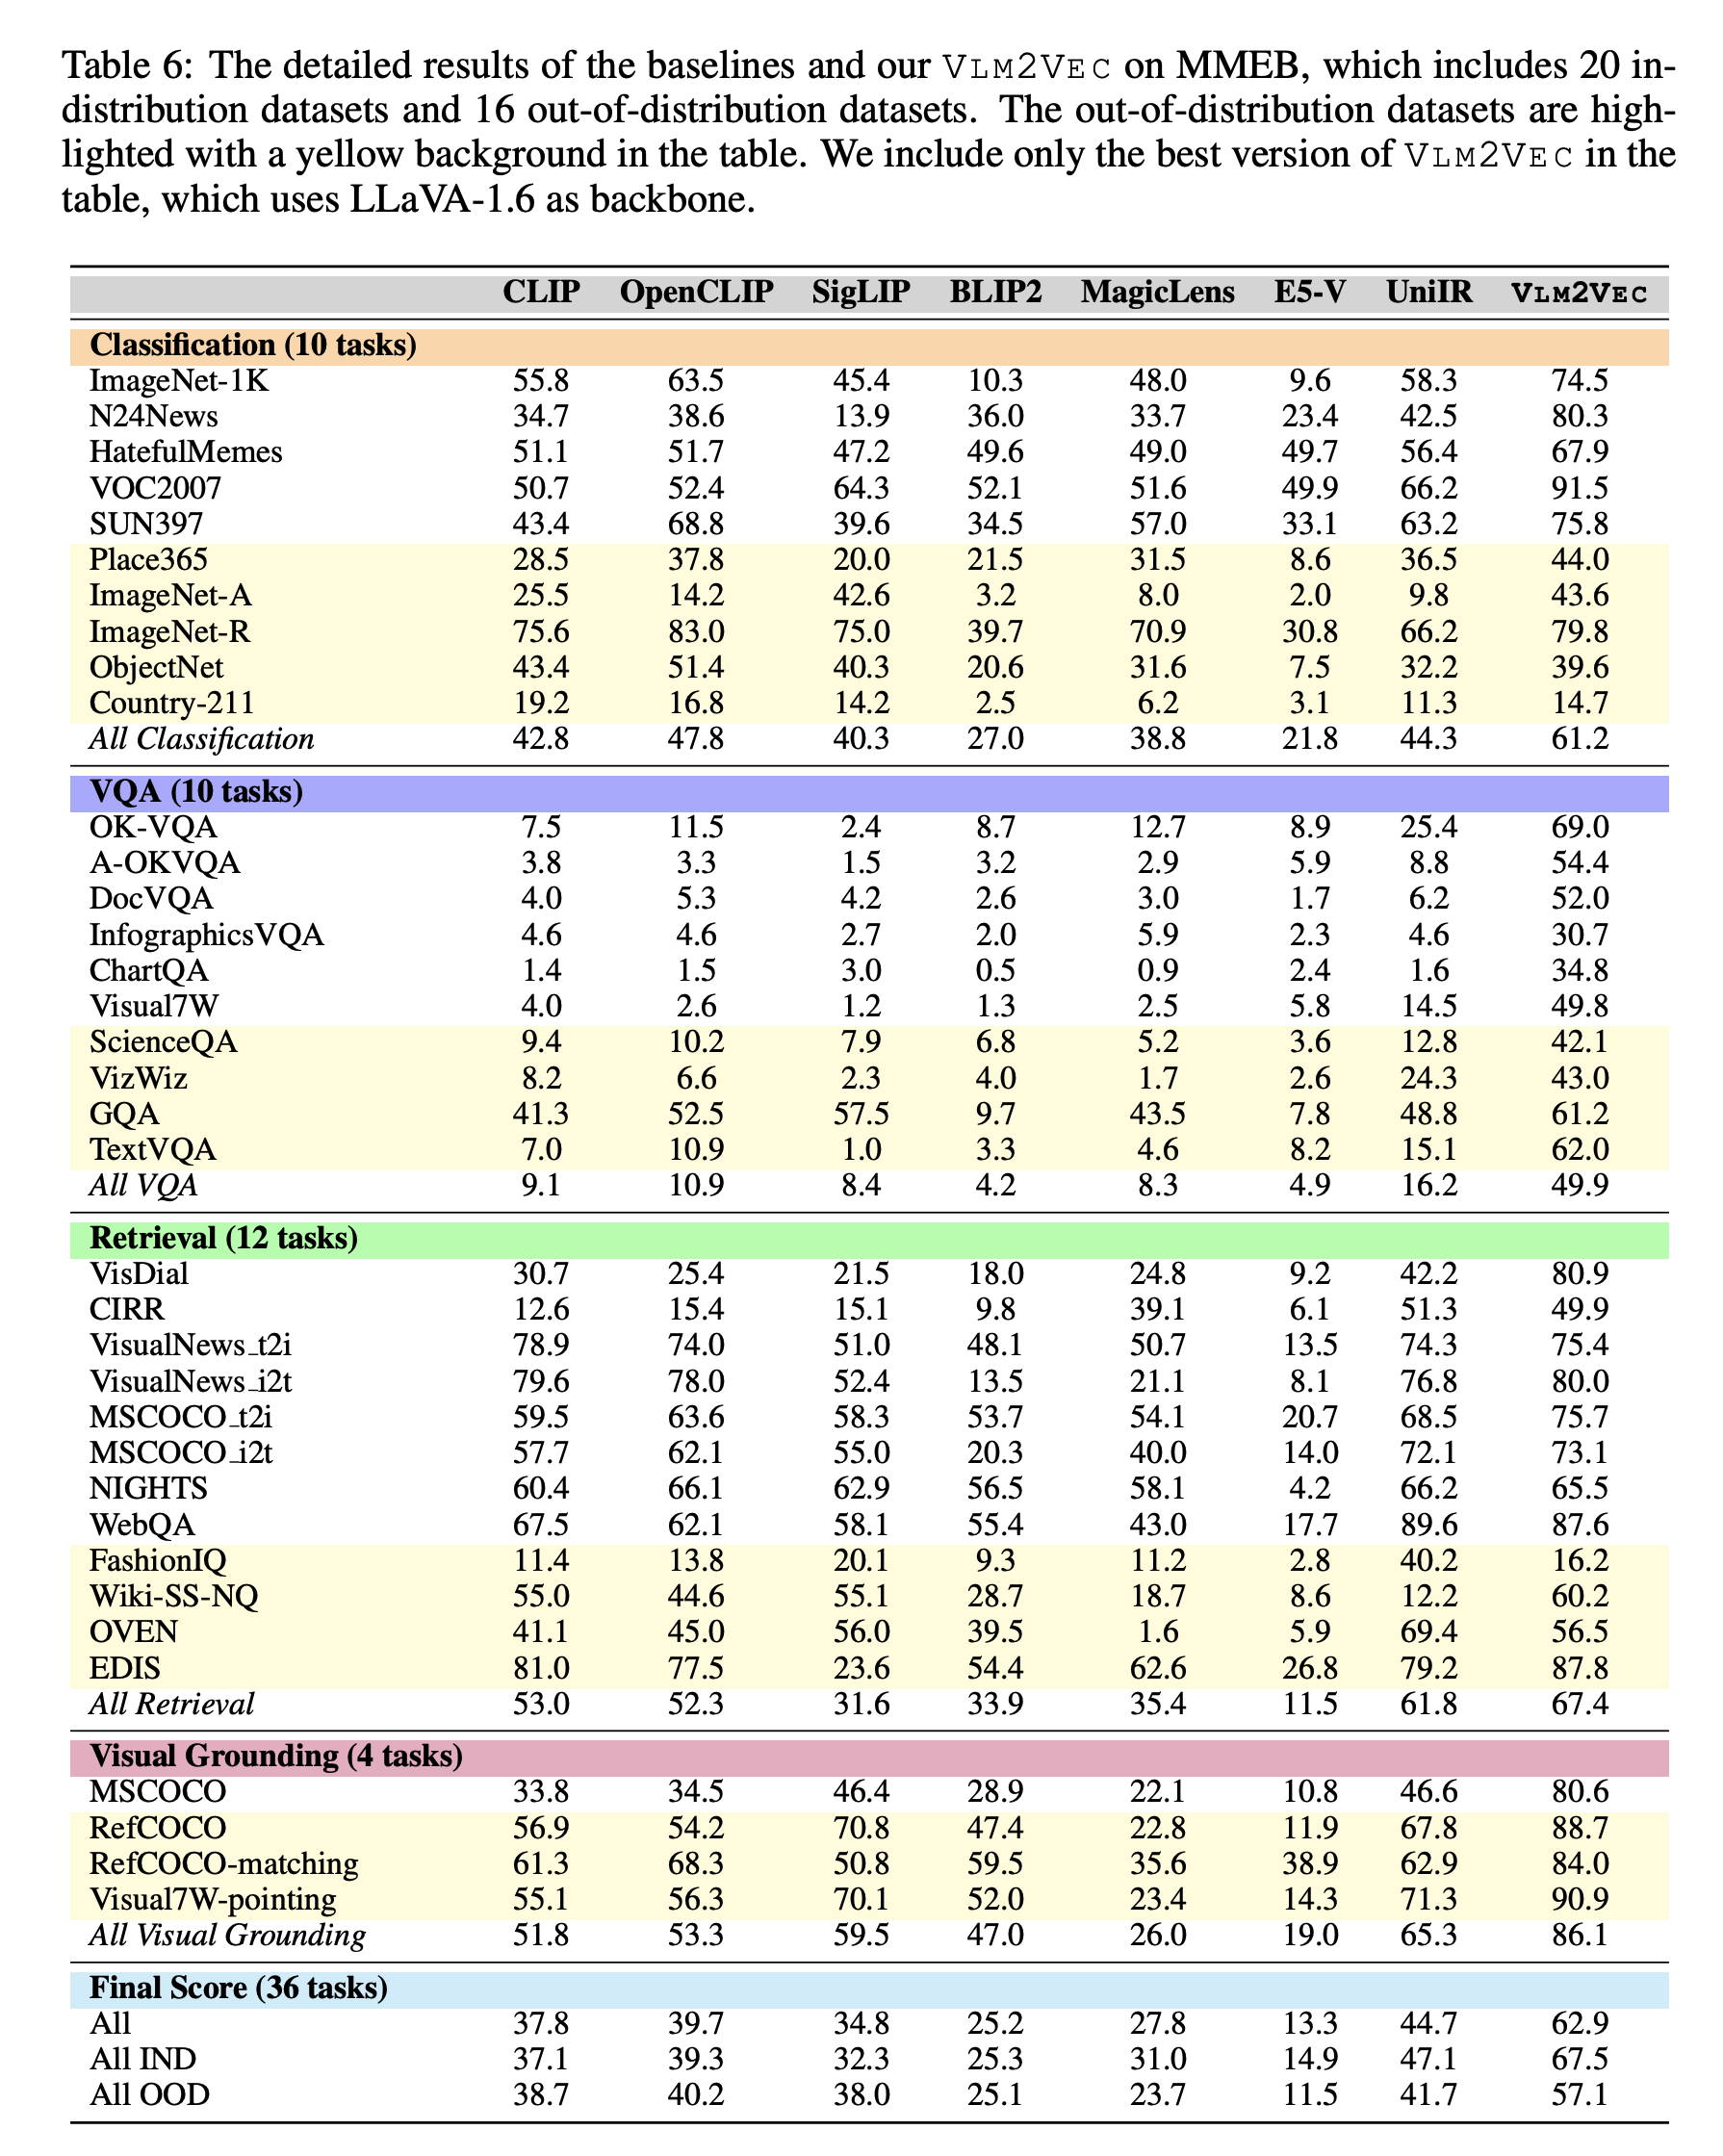 Table 6: The detailed results of the baselines and our VLM2VEC on MMEB, which includes 20 in-
distribution datasets and 16 out-of-distribution datasets. The out-of-distribution datasets are high-
lighted with a yellow background in the table. We include only the best version of VLM2VEC in the
table, which uses LLaVA-1.6 as backbone.
CLIP OpenCLIP SigLIP BLIP2 MagicLens E5-V UniIR VLM2VEC
Classification (10 tasks)
ImageNet-1K 55.8 63.5 45.4 10.3 48.0 9.6 58.3 74.5
N24News 34.7 38.6 13.9 36.0 33.7 23.4 42.5 80.3
HatefulMemes 51.1 51.7 47.2 49.6 49.0 49.7 56.4 67.9
VOC2007 50.7 52.4 64.3 52.1 51.6 49.9 66.2 91.5
SUN397 43.4 68.8 39.6 34.5 57.0 33.1 63.2 75.8
Place365 28.5 37.8 20.0 21.5 31.5 8.6 36.5 44.0
ImageNet-A 25.5 14.2 42.6 3.2 8.0 2.0 9.8 43.6
ImageNet-R 75.6 83.0 75.0 39.7 70.9 30.8 66.2 79.8
ObjectNet 43.4 51.4 40.3 20.6 31.6 7.5 32.2 39.6
Country-211 19.2 16.8 14.2 2.5 6.2 3.1 11.3 14.7
All Classification 42.8 47.8 40.3 27.0 38.8 21.8 44.3 61.2
VQA (10 tasks)
OK-VQA 7.5 11.5 2.4 8.7 12.7 8.9 25.4 69.0
A-OKVQA 3.8 3.3 1.5 3.2 2.9 5.9 8.8 54.4
DocVQA 4.0 5.3 4.2 2.6 3.0 1.7 6.2 52.0
InfographicsVQA 4.6 4.6 2.7 2.0 5.9 2.3 4.6 30.7
ChartQA 1.4 1.5 3.0 0.5 0.9 2.4 1.6 34.8
Visual7W 4.0 2.6 1.2 1.3 2.5 5.8 14.5 49.8
ScienceQA 9.4 10.2 7.9 6.8 5.2 3.6 12.8 42.1
VizWiz 8.2 6.6 2.3 4.0 1.7 2.6 24.3 43.0
GQA 41.3 52.5 57.5 9.7 43.5 7.8 48.8 61.2
TextVQA 7.0 10.9 1.0 3.3 4.6 8.2 15.1 62.0
All VQA 9.1 10.9 8.4 4.2 8.3 4.9 16.2 49.9
Retrieval (12 tasks)
VisDial 30.7 25.4 21.5 18.0 24.8 9.2 42.2 80.9
CIRR 12.6 15.4 15.1 9.8 39.1 6.1 51.3 49.9
VisualNews_t2i 78.9 74.0 51.0 48.1 50.7 13.5 74.3 75.4
VisualNews_i2t 79.6 78.0 52.4 13.5 21.1 8.1 76.8 80.0
MSCOCO_t2i 59.5 63.6 58.3 53.7 54.1 20.7 68.5 75.7
MSCOCO_i2t 57.7 62.1 55.0 20.3 40.0 14.0 72.1 73.1
NIGHTS 60.4 66.1 62.9 56.5 58.1 4.2 66.2 65.5
WebQA 67.5 62.1 58.1 55.4 43.0 17.7 89.6 87.6
FashionIQ 11.4 13.8 20.1 9.3 11.2 2.8 40.2 16.2
Wiki-SS-NQ 55.0 44.6 55.1 28.7 18.7 8.6 12.2 60.2
OVEN 41.1 45.0 56.0 39.5 1.6 5.9 69.4 56.5
EDIS 81.0 77.5 23.6 54.4 62.6 26.8 79.2 87.8
All Retrieval 53.0 52.3 31.6 33.9 35.4 11.5 61.8 67.4
Visual Grounding (4 tasks)
MSCOCO 33.8 34.5 46.4 28.9 22.1 10.8 46.6 80.6
RefCOCO 56.9 54.2 70.8 47.4 22.8 11.9 67.8 88.7
RefCOCO-matching 61.3 68.3 50.8 59.5 35.6 38.9 62.9 84.0
Visual7W-pointing 55.1 56.3 70.1 52.0 23.4 14.3 71.3 90.9
All Visual Grounding 51.8 53.3 59.5 47.0 26.0 19.0 65.3 86.1
Final Score (36 tasks)
All 37.8 39.7 34.8 25.2 27.8 13.3 44.7 62.9
All IND 37.1 39.3 32.3 25.3 31.0 14.9 47.1 67.5
All OOD 38.7 40.2 38.0 25.1 23.7 11.5 41.7 57.1